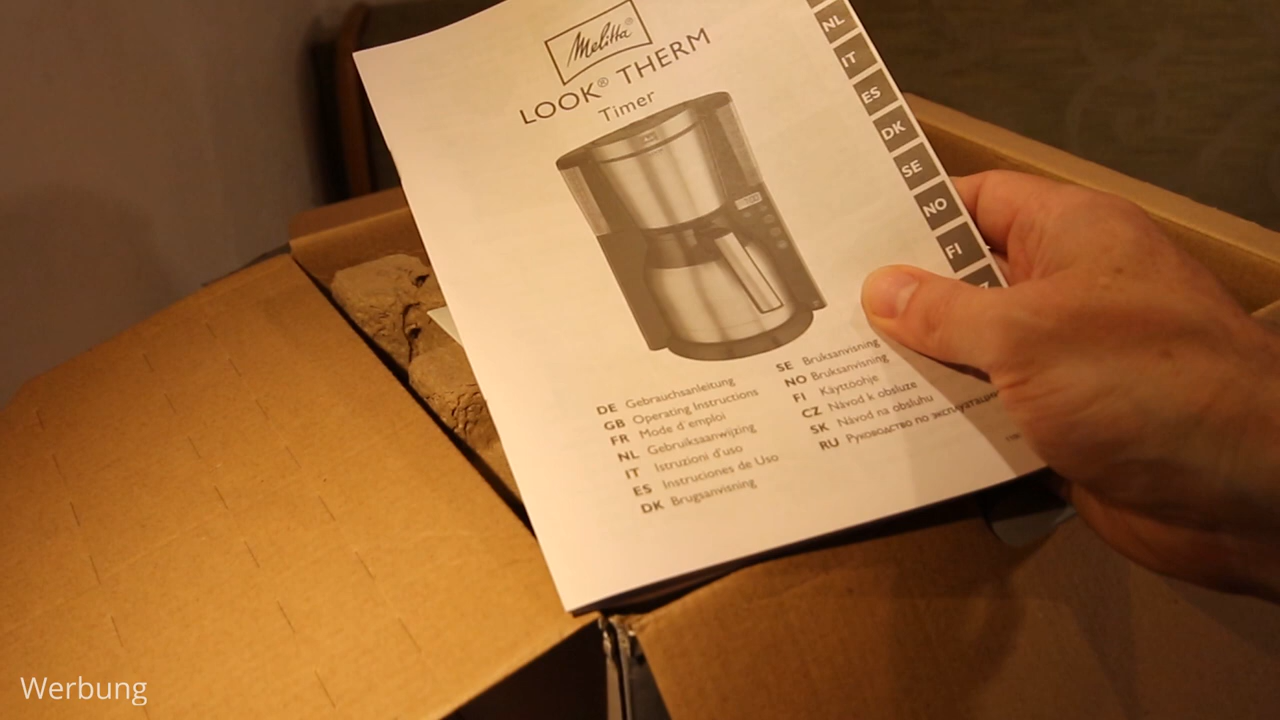 Melitta®
LOOK® THERM
Timer
NL
IT
ES
DK
SE
NO
FI
DE Gebrauchsanleitung
GB Operating Instructions
FR Mode d'emploi
NL Gebruiksaanwijzing
IT Istruzioni d'uso
ES Instruciones de Uso
DK Brugsanvisning
SE Bruksanvisning
NO Bruksanvisning
FI Käyttöohje
CZ Návod k obsluze
SK Návod na obsluhu
RU Руководство по эксплуатации
Werbung